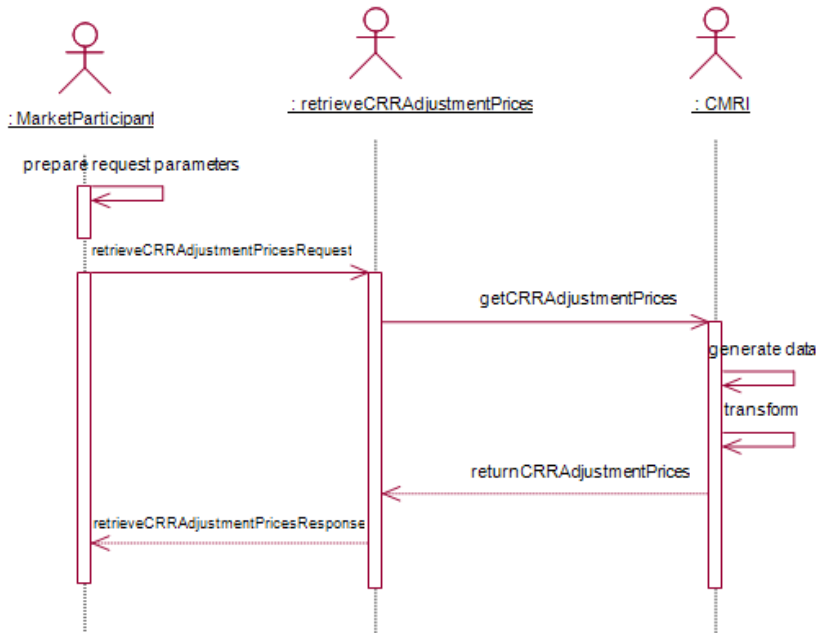 : MarketParticipant
: retrieveCRRAdjustmentPrices
: CMRI
prepare request parameters
retrieveCRRAdjustmentPricesRequest
getCRRAdjustmentPrices
generate data
transform
returnCRRAdjustmentPrices
retrieveCRRAdjustmentPricesResponse